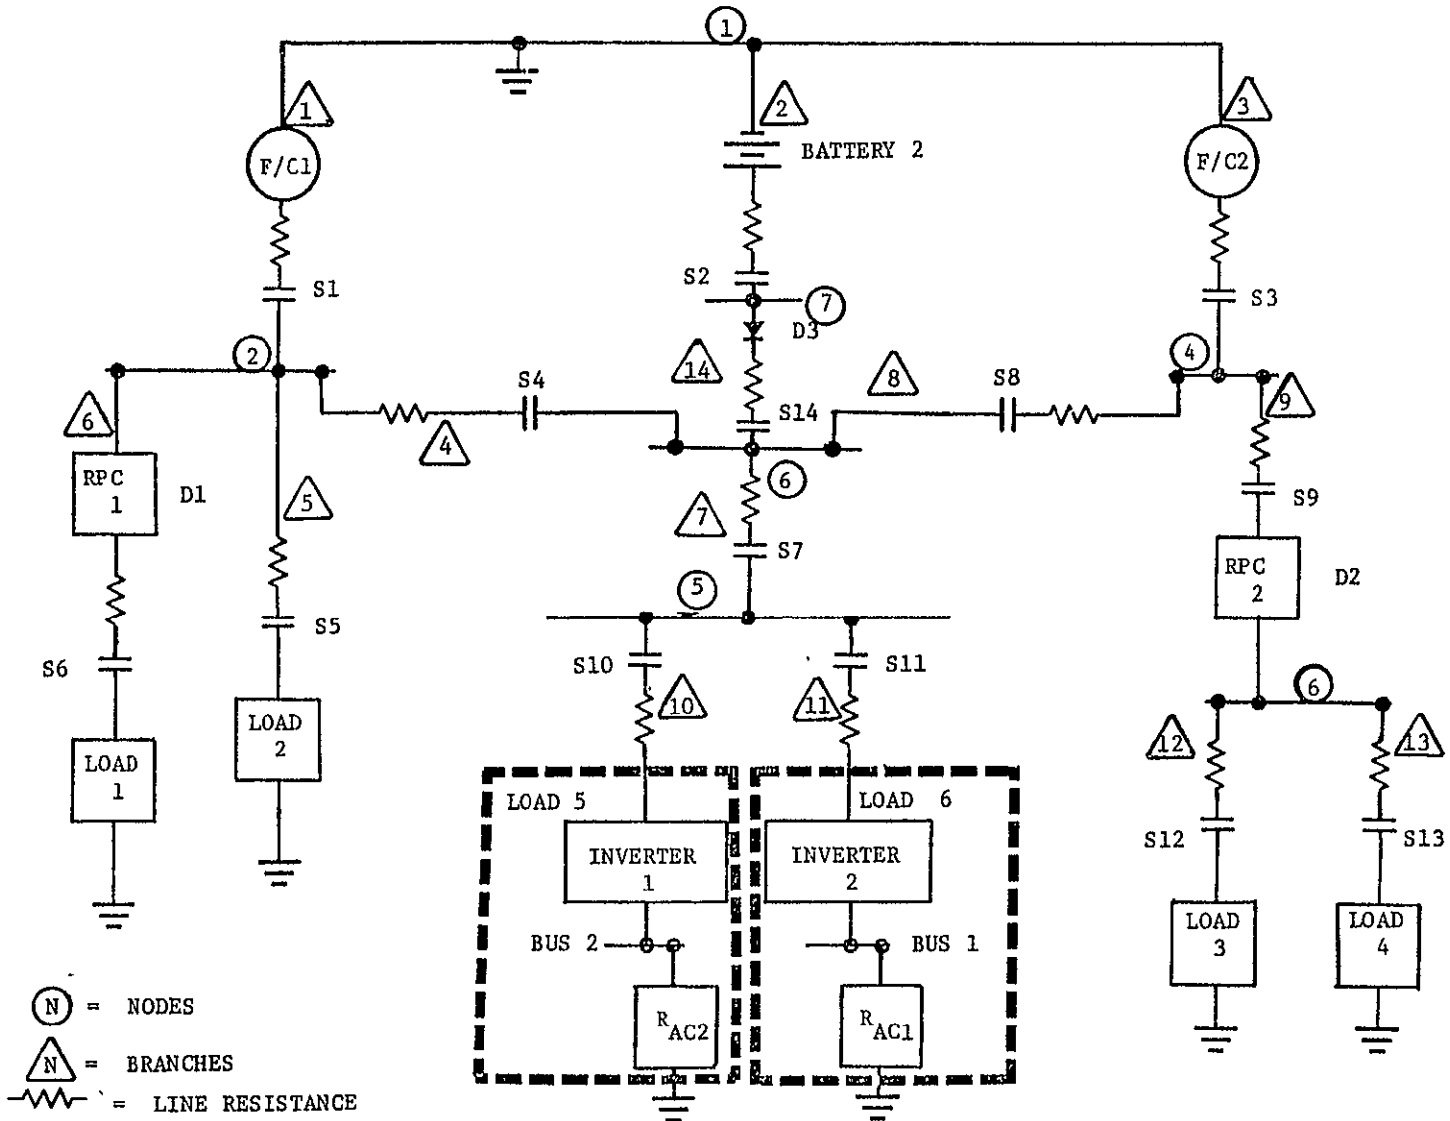 1
1
2
3
F/C1
BATTERY 2
F/C2
S1
S2
7
S3
D3
2
4
14
8
S4
S8
9
6
4
S14
RPC
1
D1
5
6
7
S9
S7
RPC
2
D2
5
S5
S6
S10
S11
6
10
11
LOAD
2
12
13
LOAD
1
LOAD 5
LOAD 6
S12
S13
INVERTER
1
INVERTER
2
LOAD
3
LOAD
4
BUS 2
BUS 1
N = NODES
R AC2
R AC1
N = BRANCHES
= LINE RESISTANCE